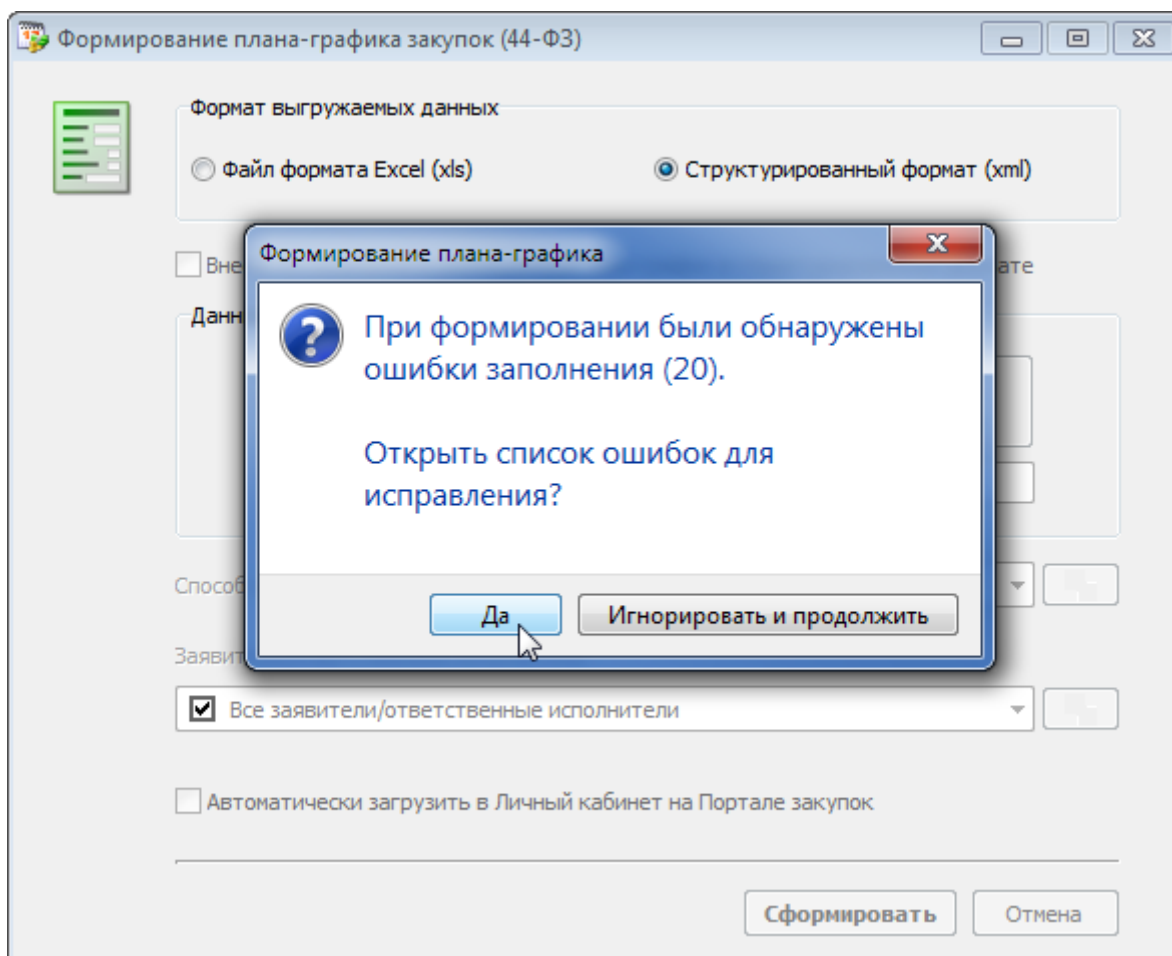 Формирование плана-графика закупок (44-ФЗ)
Формат выгружаемых данных
Файл формата Excel (xls)
Структурированный формат (xml)
Формирование плана-графика
При формировании были обнаружены
ошибки заполнения (20).
Открыть список ошибок для
исправления?
Да
Игнорировать и продолжить
Все заявители/ответственные исполнители
Автоматически загрузить в Личный кабинет на Портале закупок
Сформировать
Отмена